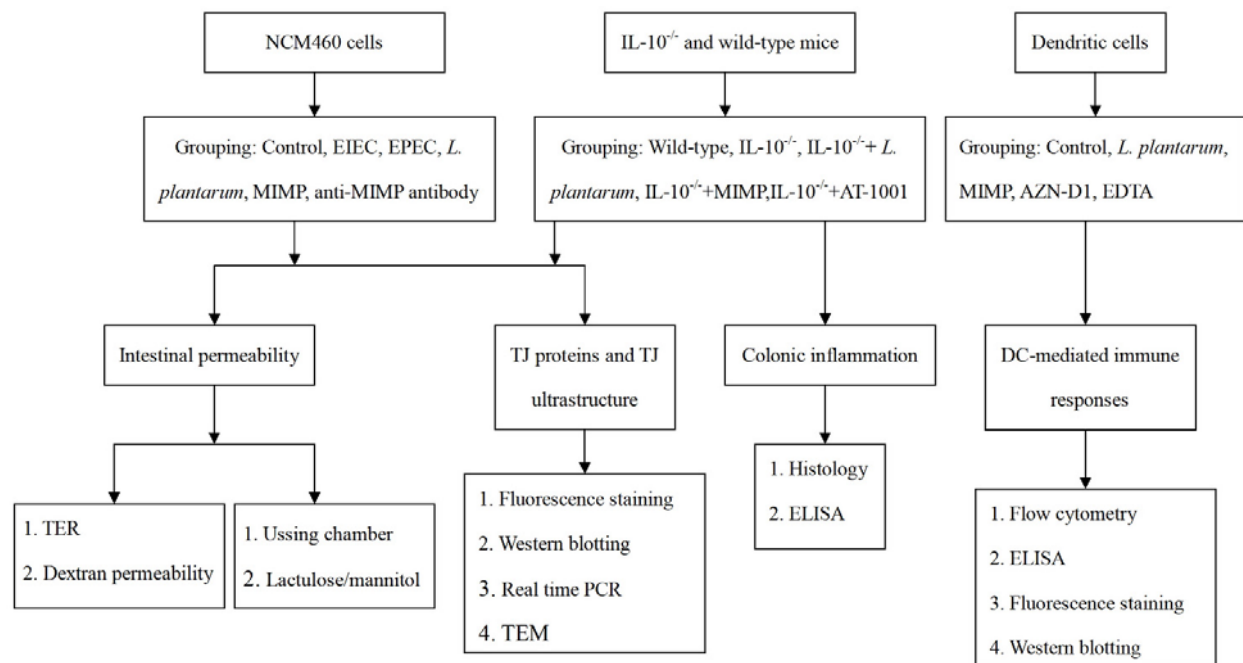 NCM460 cells
IL-10-/- and wild-type mice
Dendritic cells
Grouping: Control, EIEC, EPEC, L.
plantarum, MIMP, anti-MIMP antibody
Grouping: Wild-type, IL-10-/-, IL-10-/-+ L.
plantarum, IL-10-/-+MIMP,IL-10-/-+AT-1001
Grouping: Control, L. plantarum,
MIMP, AZN-D1, EDTA
Intestinal permeability
TJ proteins and TJ
ultrastructure
Colonic inflammation
DC-mediated immune
responses
1. TER
2. Dextran permeability
1. Ussing chamber
2. Lactulose/mannitol
1. Fluorescence staining
2. Western blotting
3. Real time PCR
4. TEM
1. Histology
2. ELISA
1. Flow cytometry
2. ELISA
3. Fluorescence staining
4. Western blotting